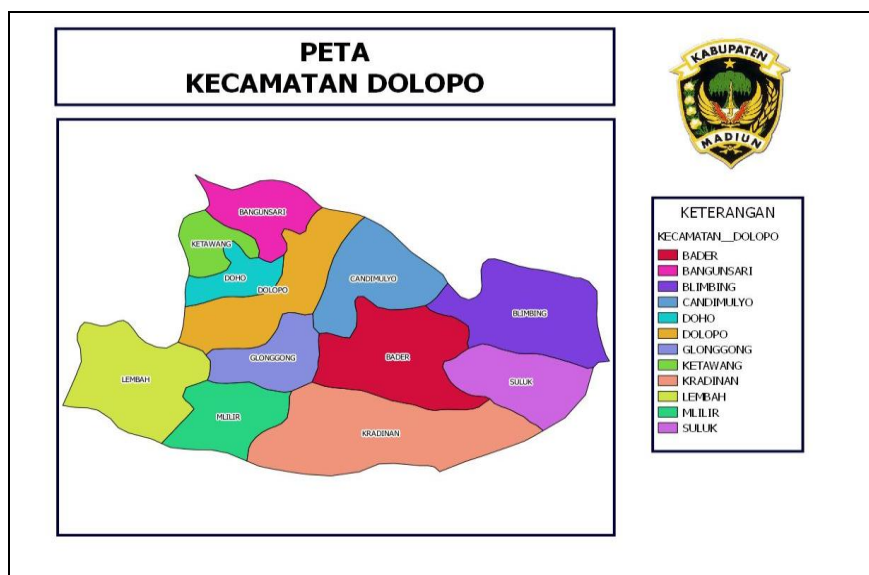 PETA
KECAMATAN DOLOPO
KABUPATEN
MADIUN
BANGUNSARI
KETAWANG
DOHO
DOLOPO
CANDIMULYO
BLIMBING
GLONGGONG
BADER
LEMBAH
SULUK
MLILIR
KRADINAN
KETERANGAN
KECAMATAN__DOLOPO
BADER
BANGUNSARI
BLIMBING
CANDIMULYO
DOHO
DOLOPO
GLONGGONG
KETAWANG
KRADINAN
LEMBAH
MLILIR
SULUK